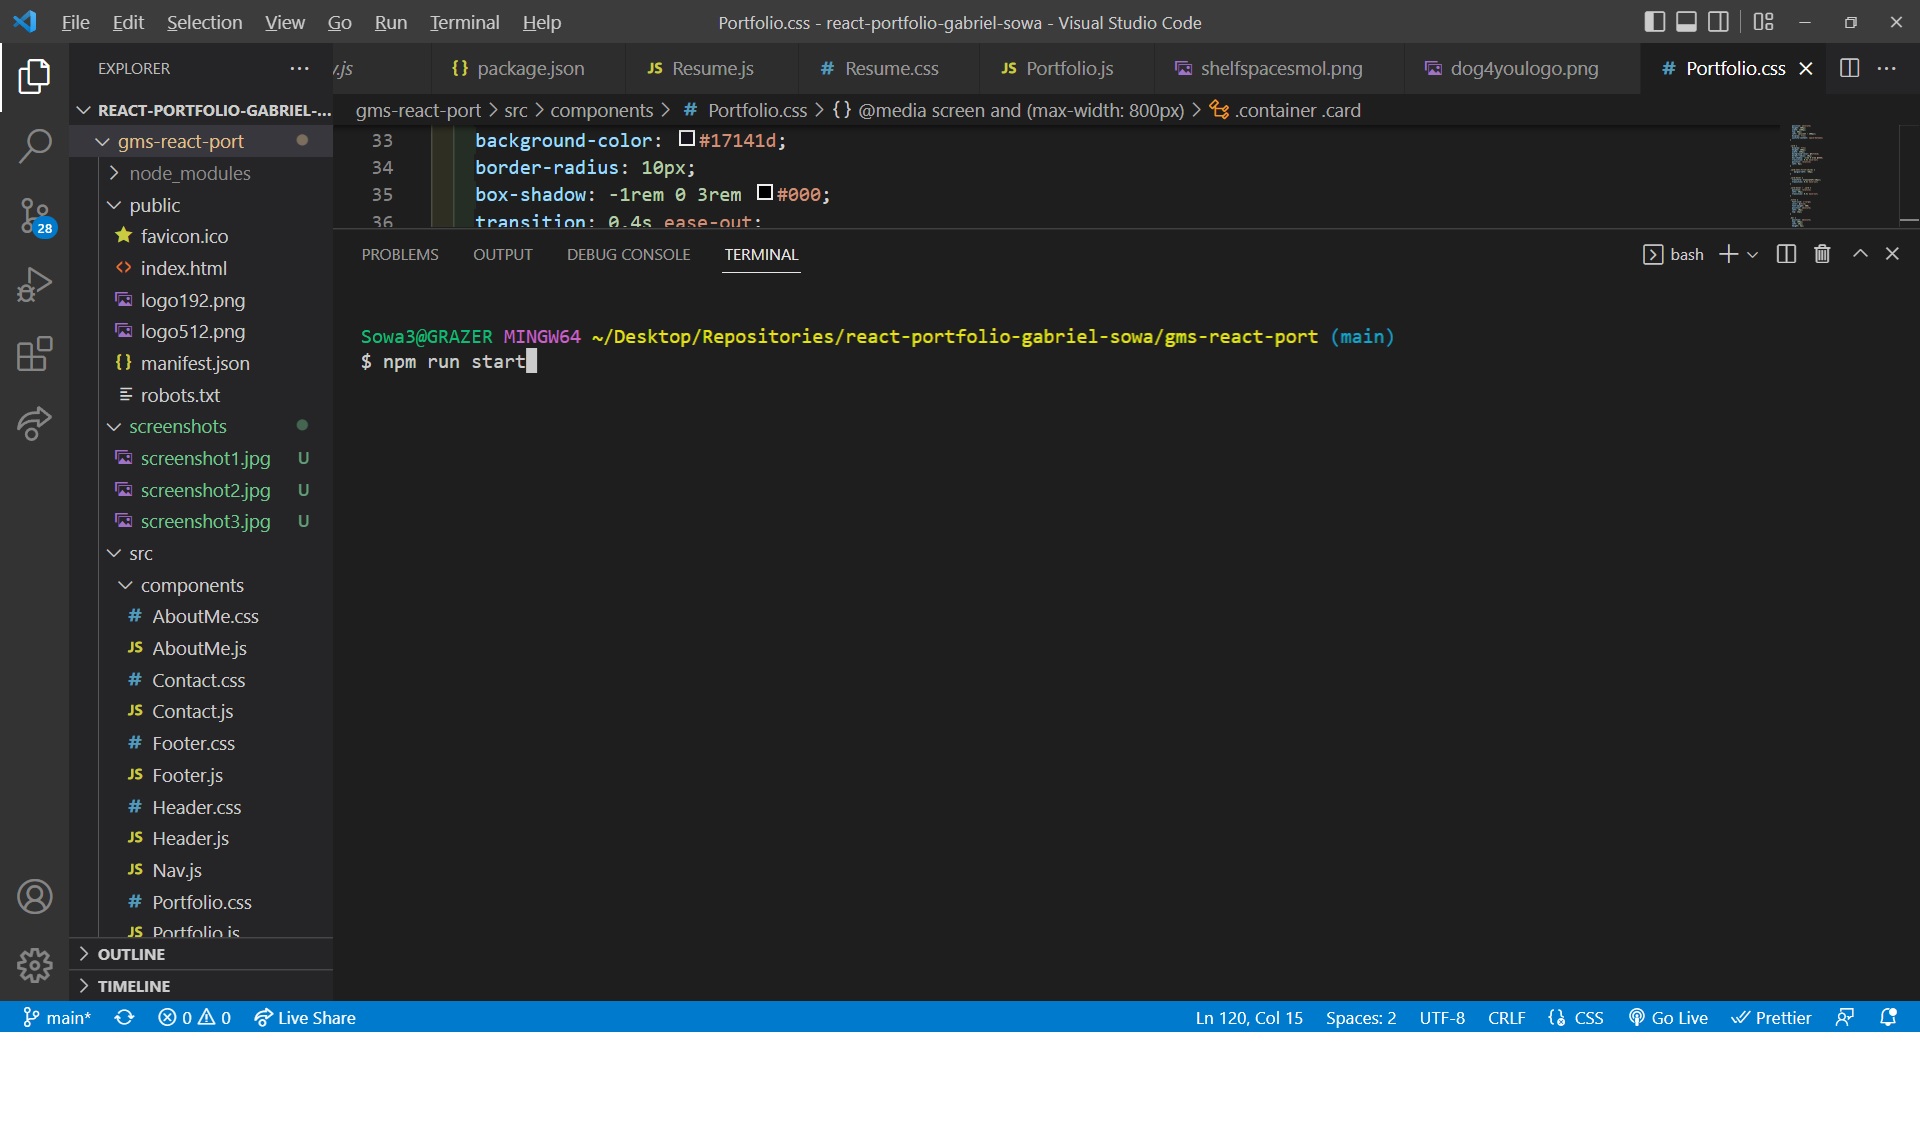 File Edit Selection View Go Run Terminal Help
Portfolio.css - react-portfolio-gabriel-sowa - Visual Studio Code
EXPLORER
.js
{} package.json
JS Resume.js
# Resume.css
JS Portfolio.js
shelfspacesmol.png
dog4youlogo.png
# Portfolio.css
REACT-PORTFOLIO-GABRIEL-...
gms-react-port
node_modules
public
favicon.ico
<> index.html
logo192.png
logo512.png
{} manifest.json
robots.txt
screenshots
screenshot1.jpg U
screenshot2.jpg U
screenshot3.jpg U
src
components
# AboutMe.css
JS AboutMe.js
# Contact.css
JS Contact.js
# Footer.css
JS Footer.js
# Header.css
JS Header.js
JS Nav.js
# Portfolio.css
JS Portfolio.js
OUTLINE
TIMELINE
28
gms-react-port > src > components > # Portfolio.css > {} @media screen and (max-width: 800px) > .container .card
33 background-color: #17141d;
34 border-radius: 10px;
35 box-shadow: -1rem 0 3rem #000;
36 transition: 0.4s ease-out;
PROBLEMS OUTPUT DEBUG CONSOLE TERMINAL
bash
Sowa3@GRAZER MINGW64 ~/Desktop/Repositories/react-portfolio-gabriel-sowa/gms-react-port (main)
$ npm run start
main* 0 0 Live Share
Ln 120, Col 15 Spaces: 2 UTF-8 CRLF CSS Go Live Prettier